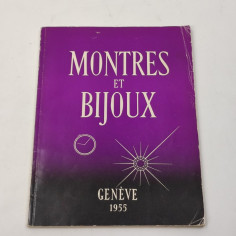 MONTRES
ET
BIJOUX
GENÈVE
1955